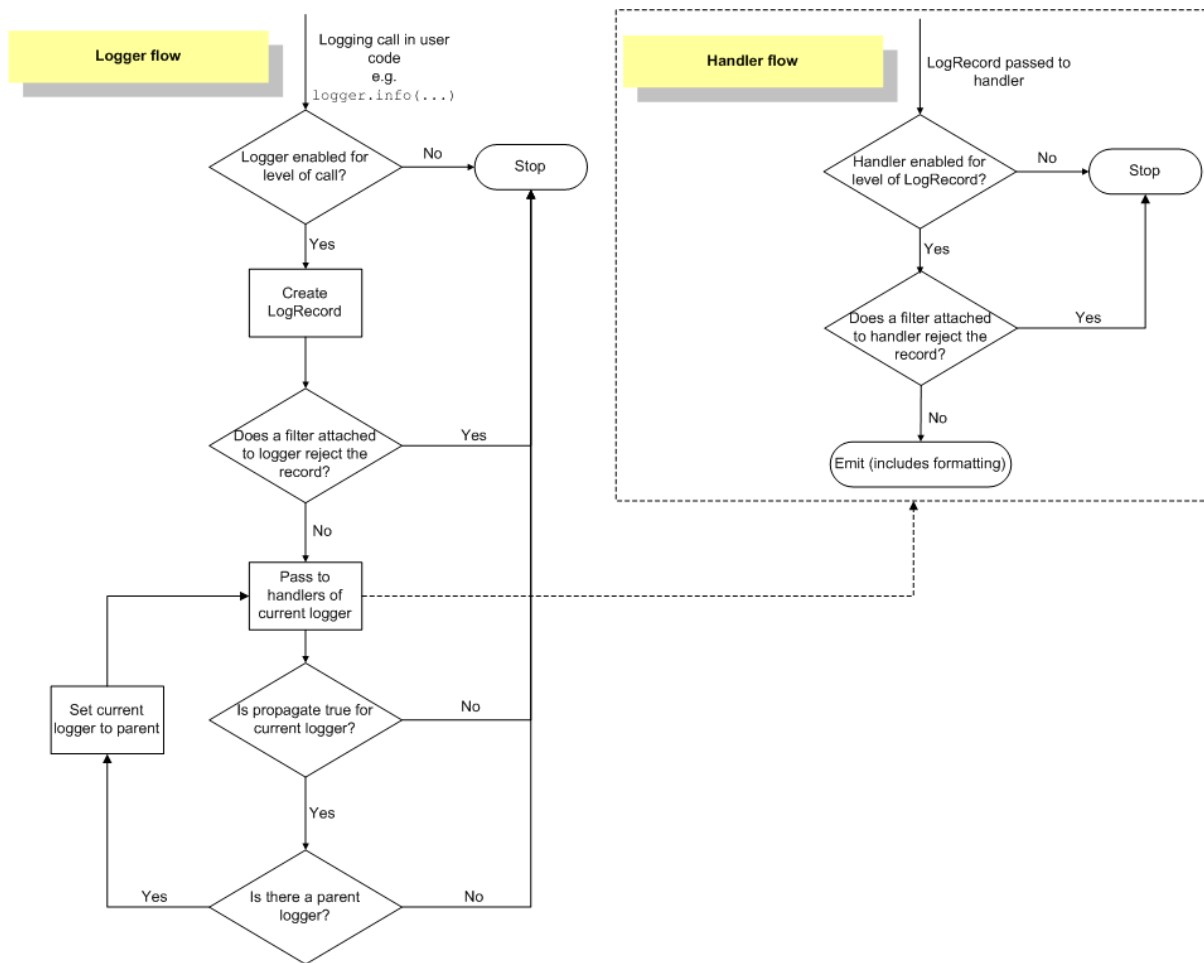 Logger flow
Logging call in user
code
e.g.
logger.info(...)
Logger enabled for
level of call?
No
Stop
Yes
Create
LogRecord
Does a filter attached
to logger reject the
record?
Yes
No
Pass to
handlers of
current logger
Is propagate true for
current logger?
No
Set current
logger to parent
Yes
Is there a parent
logger?
Yes
No
Handler flow
LogRecord passed to
handler
Handler enabled for
level of LogRecord?
No
Stop
Yes
Does a filter attached
to handler reject the
record?
Yes
No
Emit (includes formatting)